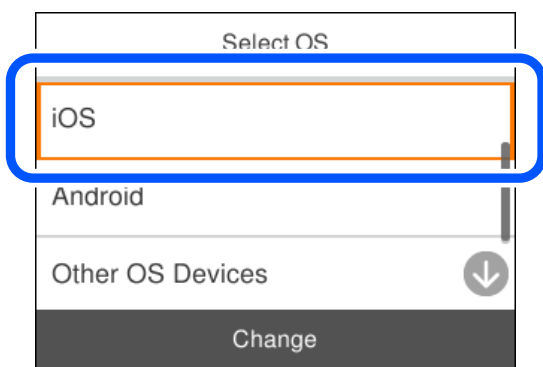 Select OS
iOS
Android
Other OS Devices
Change